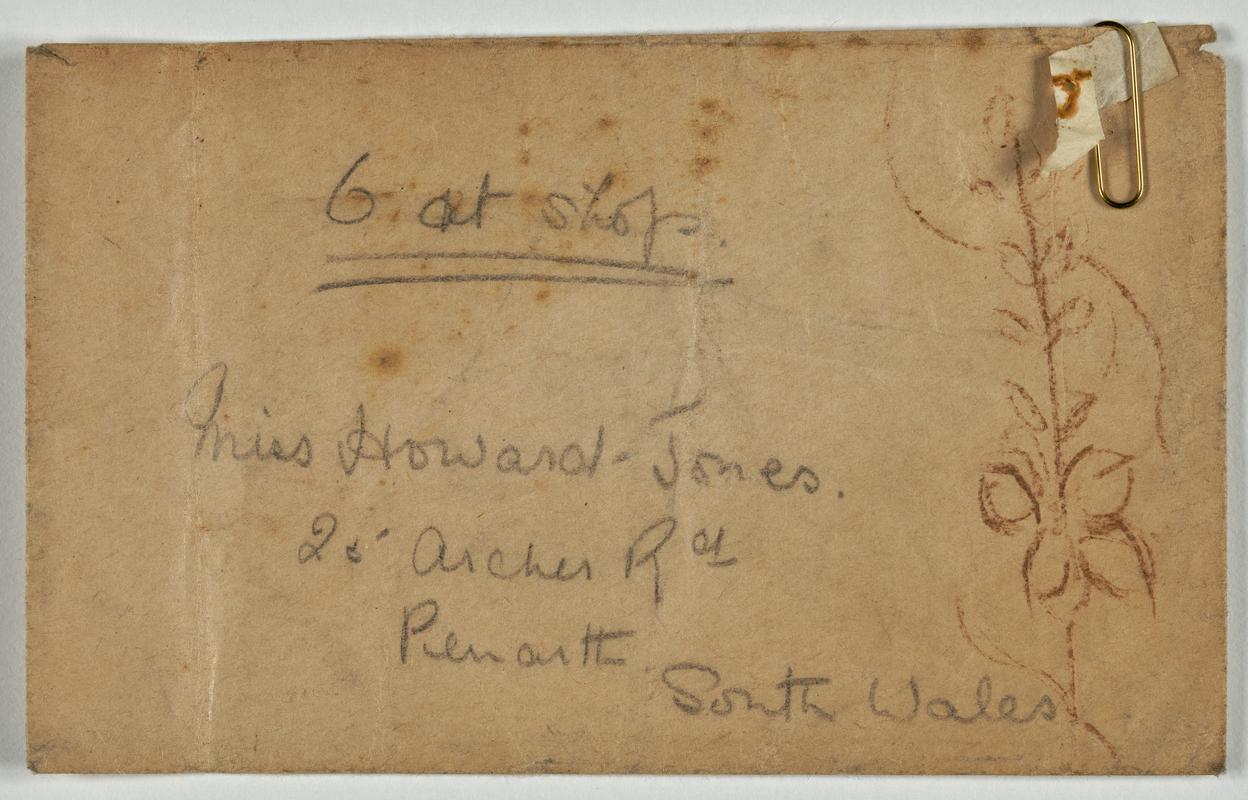 6 at shop.
Miss Howard-Jones.
25 Archer Rd
Penarth
South Wales